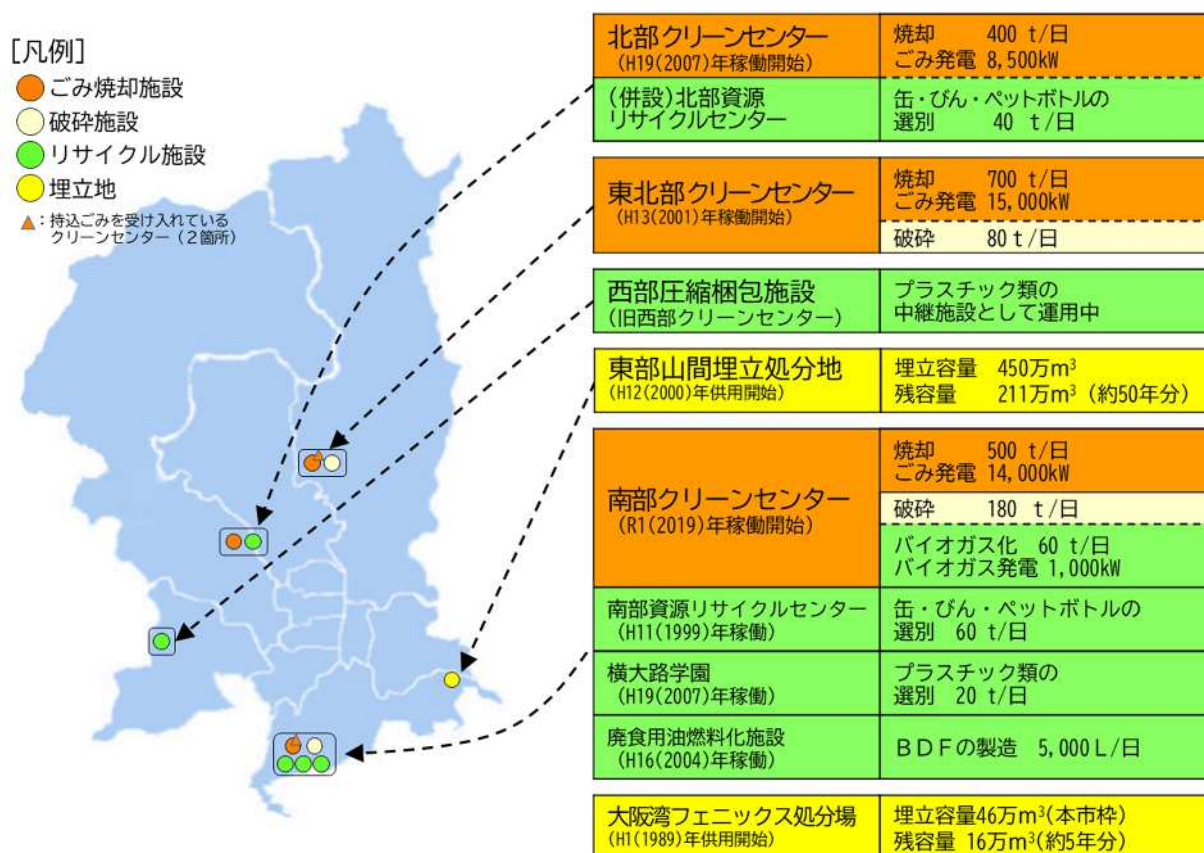 [凡例]
ごみ焼却施設
破砕施設
リサイクル施設
埋立地
：持込ごみを受け入れている
クリーンセンター（２箇所）
北部クリーンセンター
(H19(2007)年稼働開始)
焼却 400 t/日
ごみ発電 8,500kW
(併設)北部資源
リサイクルセンター
缶・びん・ペットボトルの
選別 40 t/日
東北部クリーンセンター
(H13(2001)年稼働開始)
焼却 700 t/日
ごみ発電 15,000kW
破砕 80t/日
西部圧縮梱包施設
(旧西部クリーンセンター)
プラスチック類の
中継施設として運用中
東部山間埋立処分地
(H12(2000)年供用開始)
埋立容量 450万m³
残容量 211万m³ (約50年分)
南部クリーンセンター
(R1(2019)年稼働開始)
焼却 500 t/日
ごみ発電 14,000kW
破砕 180 t/日
バイオガス化 60 t/日
バイオガス発電 1,000kW
南部資源リサイクルセンター
(H11(1999)年稼働)
缶・びん・ペットボトルの
選別 60 t/日
横大路学園
(H19(2007)年稼働)
プラスチック類の
選別 20 t/日
廃食用油燃料化施設
(H16(2004)年稼働)
ＢＤＦの製造 5,000L/日
大阪湾フェニックス処分場
(H1(1989)年供用開始)
埋立容量46万m³(本市枠)
残容量 16万m³(約5年分)